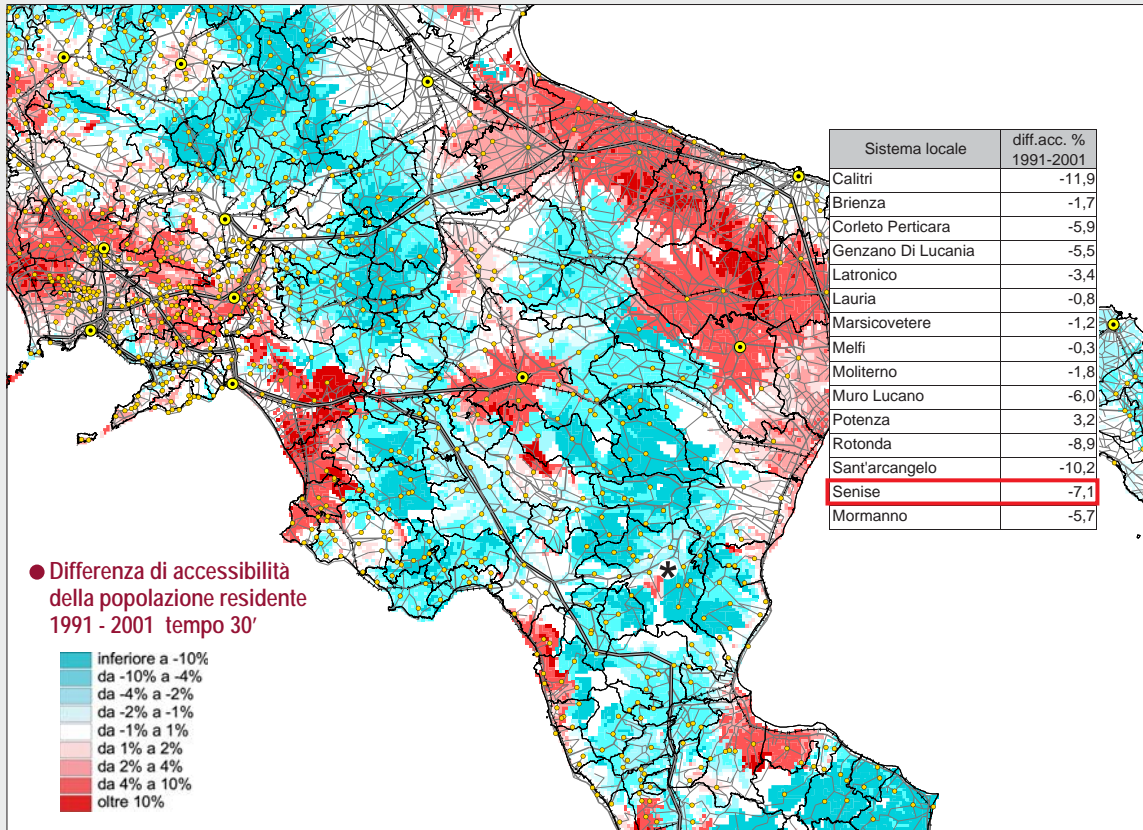 Sistema locale diff.acc. % 1991-2001
Calitri -11,9
Brienza -1,7
Corleto Perticara -5,9
Genzano Di Lucania -5,5
Latronico -3,4
Lauria -0,8
Marsicovetere -1,2
Melfi -0,3
Moliterno -1,8
Muro Lucano -6,0
Potenza 3,2
Rotonda -8,9
Sant'arcangelo -10,2
Senise -7,1
Mormanno -5,7
*
● Differenza di accessibilità
della popolazione residente
1991 - 2001 tempo 30'
inferiore a -10%
da -10% a -4%
da -4% a -2%
da -2% a -1%
da -1% a 1%
da 1% a 2%
da 2% a 4%
da 4% a 10%
oltre 10%